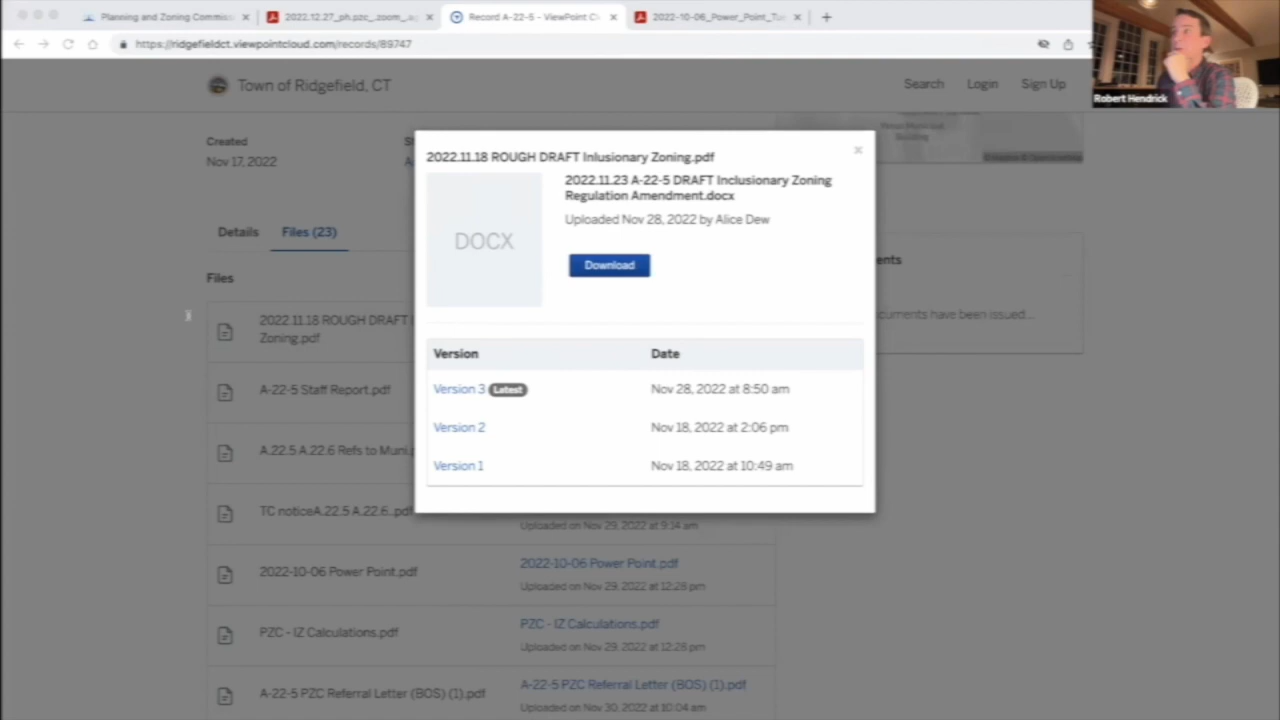 Planning and Zoning Commiss
2022.12.27_ph.pzc_.zoom_.a
Record A-22-5 - ViewPoint C
2022-10-06_Power_Point_Tu
https://ridgefieldct.viewpointcloud.com/records/89747
Robert Hendrick
Town of Ridgefield, CT
Search
Login
Sign Up
Created
Nov 17, 2022
2022.11.18 ROUGH DRAFT Inlusionary Zoning.pdf
DOCX
2022.11.23 A-22-5 DRAFT Inclusionary Zoning
Regulation Amendment.docx
Uploaded Nov 28, 2022 by Alice Dew
Download
Version
Date
Version 3 Latest
Nov 28, 2022 at 8:50 am
Version 2
Nov 18, 2022 at 2:06 pm
Version 1
Nov 18, 2022 at 10:49 am
Details
Files (23)
Files
2022.11.18 ROUGH DRAFT I
Zoning.pdf
A-22-5 Staff Report.pdf
A.22.5 A.22.6 Refs to Muni.p
TC noticeA.22.5 A.22.6..pdf
Uploaded on Nov 29, 2022 at 9:14 am
2022-10-06 Power Point.pdf
2022-10-06 Power Point.pdf
Uploaded on Nov 29, 2022 at 12:28 pm
PZC - IZ Calculations.pdf
PZC - IZ Calculations.pdf
Uploaded on Nov 29, 2022 at 12:28 pm
A-22-5 PZC Referral Letter (BOS) (1).pdf
A-22-5 PZC Referral Letter (BOS) (1).pdf
Uploaded on Nov 30, 2022 at 10:04 am
ents
cuments have been issued...